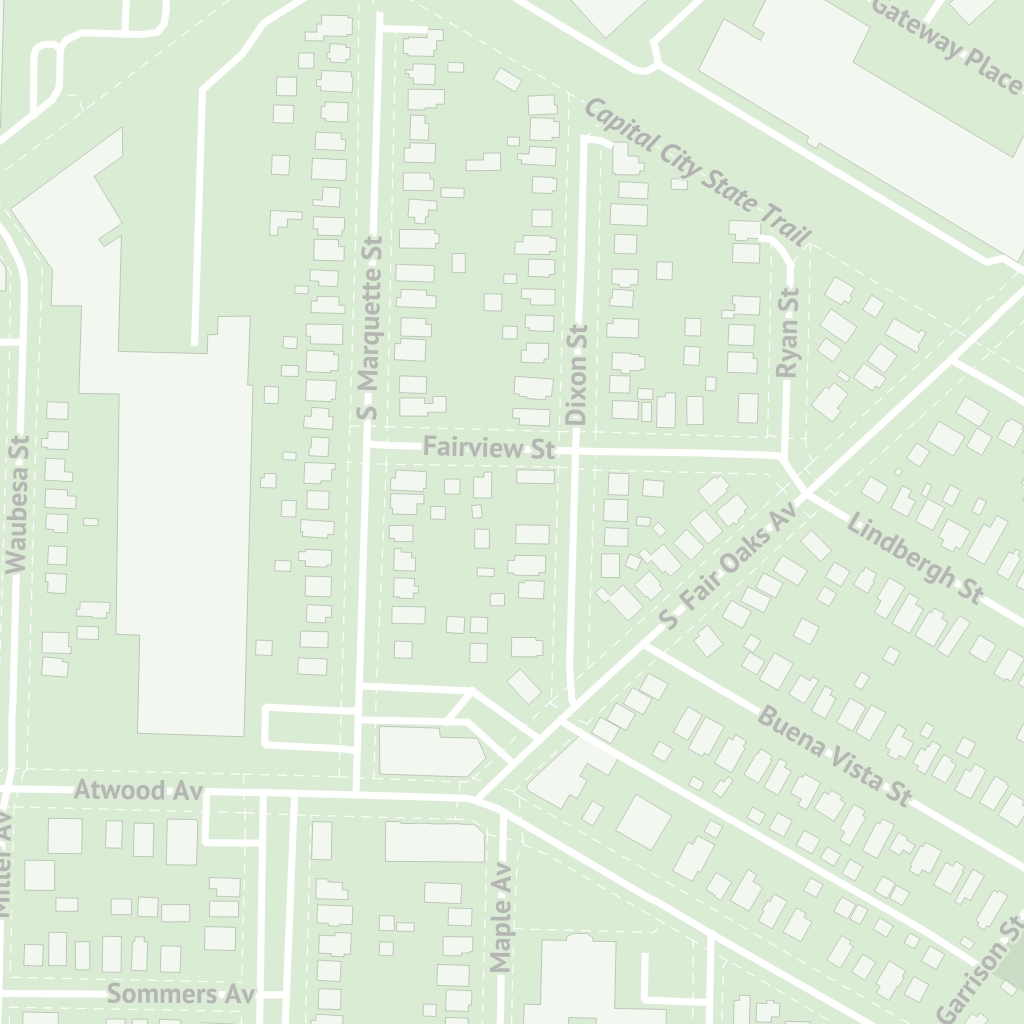 Gateway Place
Capital City State Trail
S Marquette St
Ryan St
Dixon St
Fairview St
Waubesa St
S Fair Oaks Av
Lindbergh St
Buena Vista St
Atwood Av
Miller Av
Maple Av
Garrison St
Sommers Av